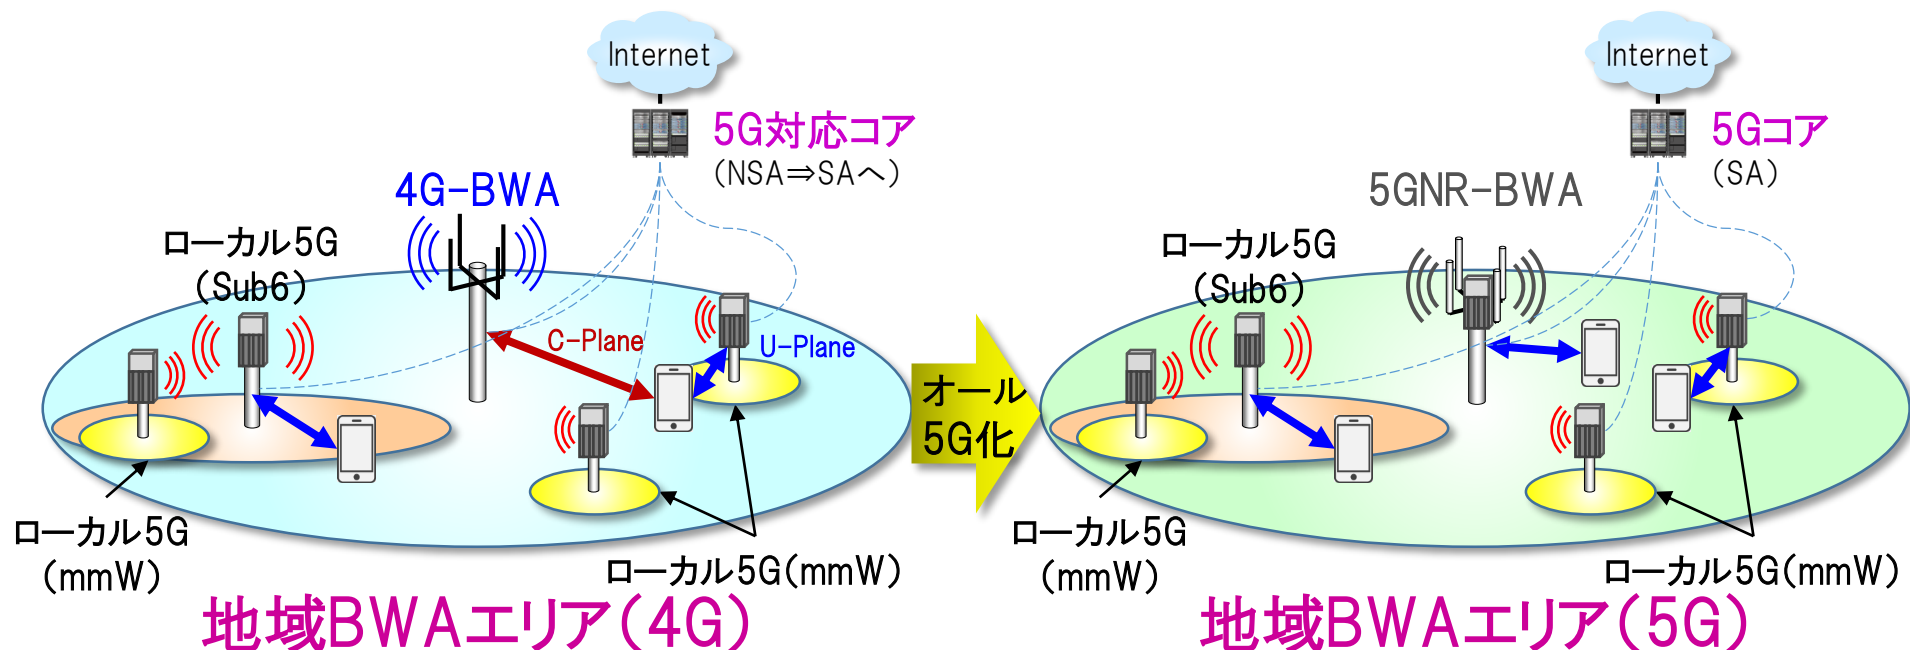 Internet
5G対応コア
(NSA⇒SAへ)
4G-BWA
ローカル5G
(Sub6)
C-Plane
U-Plane
ローカル5G
(mmW)
ローカル5G(mmW)
地域BWAエリア(4G)
オール
5G化
Internet
5Gコア
(SA)
5GNR-BWA
ローカル5G
(Sub6)
ローカル5G
(mmW)
ローカル5G(mmW)
地域BWAエリア(5G)